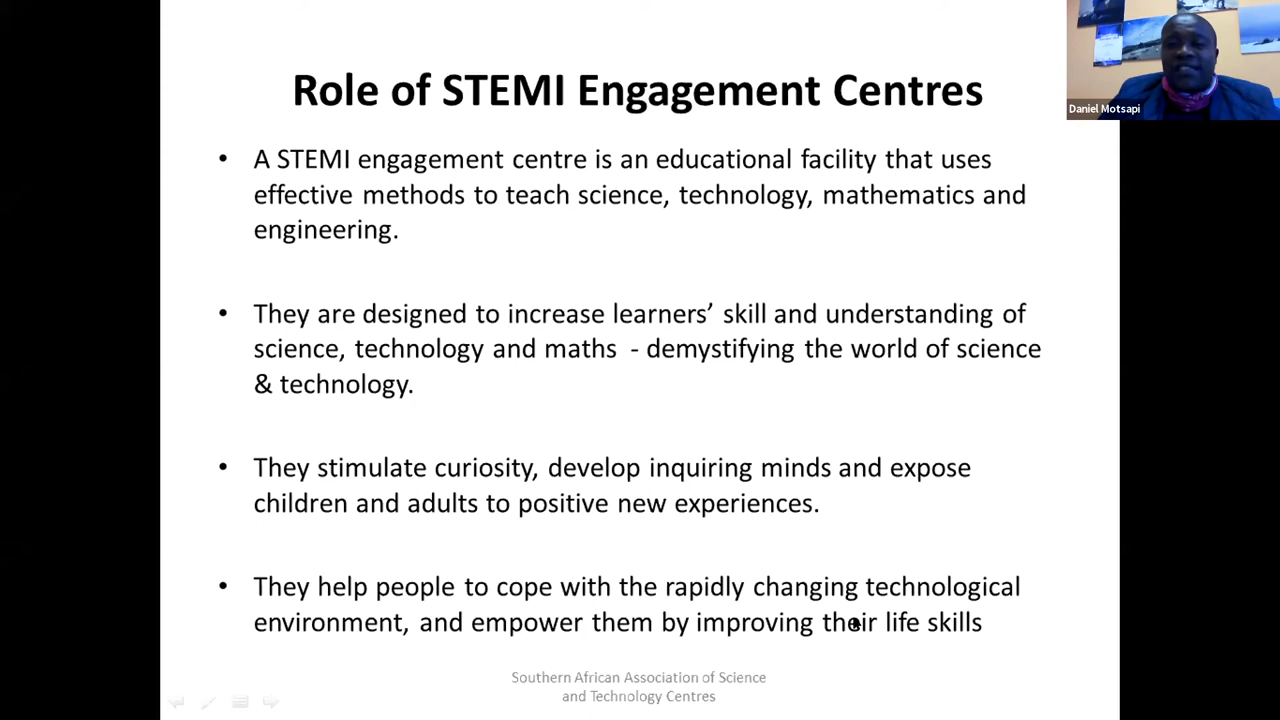 Role of STEMI Engagement Centres
Daniel Motsapi
• A STEMI engagement centre is an educational facility that uses
effective methods to teach science, technology, mathematics and
engineering.
• They are designed to increase learners’ skill and understanding of
science, technology and maths - demystifying the world of science
& technology.
• They stimulate curiosity, develop inquiring minds and expose
children and adults to positive new experiences.
• They help people to cope with the rapidly changing technological
environment, and empower them by improving their life skills
Southern African Association of Science
and Technology Centres